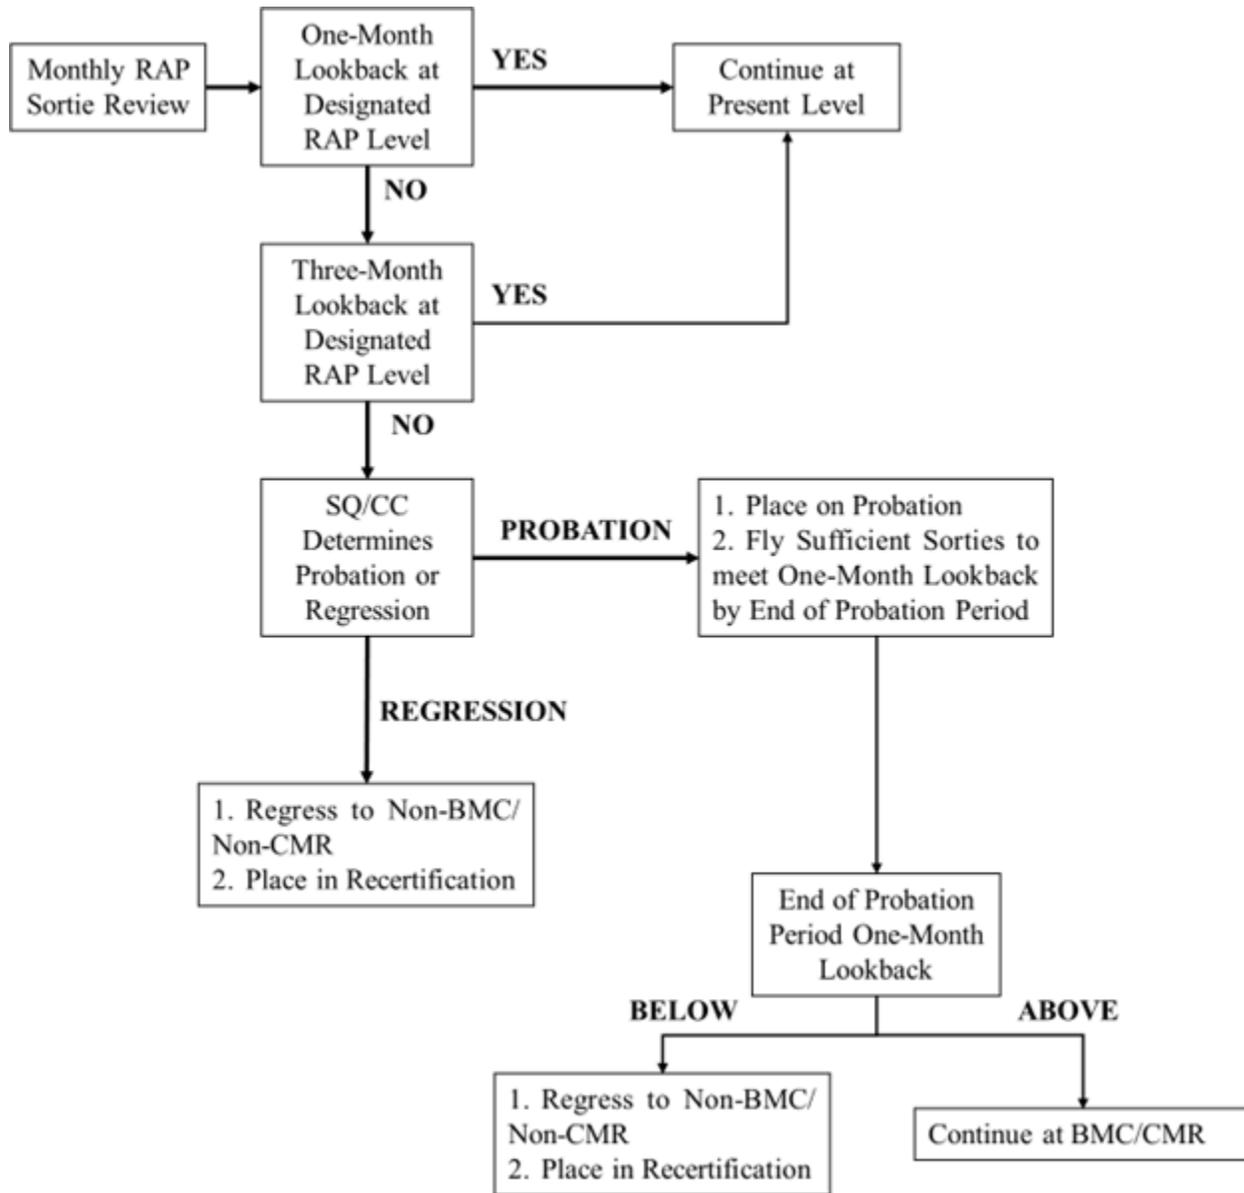 Monthly RAP
Sortie Review
One-Month
Lookback at
Designated
RAP Level
YES
Continue at
Present Level
NO
Three-Month
Lookback at
Designated
RAP Level
YES
NO
SQ/CC
Determines
Probation or
Regression
PROBATION
1. Place on Probation
2. Fly Sufficient Sorties to
meet One-Month Lookback
by End of Probation Period
REGRESSION
1. Regress to Non-BMC/
Non-CMR
2. Place in Recertification
End of Probation
Period One-Month
Lookback
BELOW
ABOVE
1. Regress to Non-BMC/
Non-CMR
2. Place in Recertification
Continue at BMC/CMR